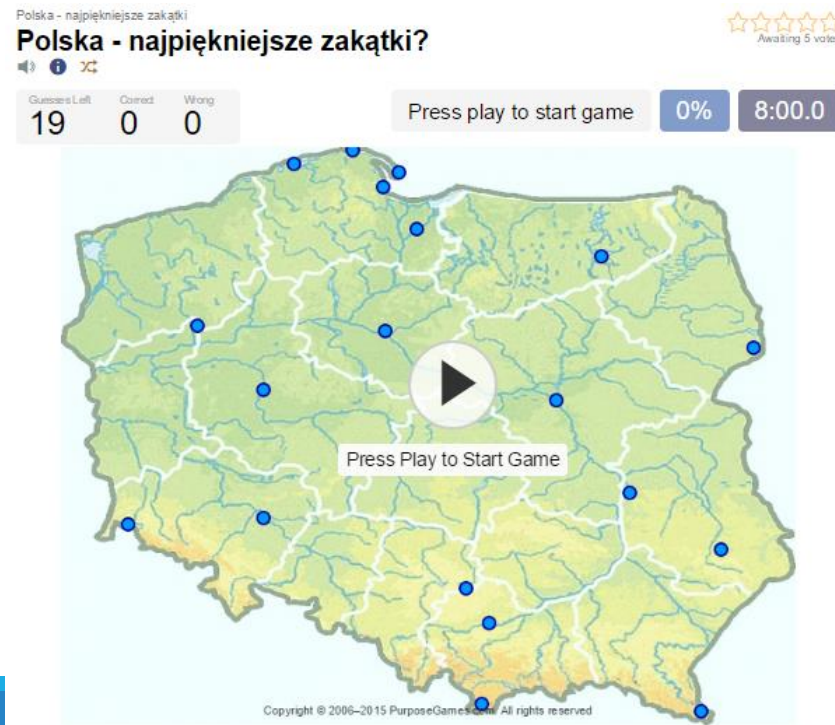 Polska - najpiękniejsze zakątki
Polska - najpiękniejsze zakątki?
Awaiting 5 vote
Guesses Left
Correct
Wrong
19
0
0
Press play to start game
0%
8:00.0
Press Play to Start Game
Copyright © 2006–2015 PurposeGames.com. All rights reserved